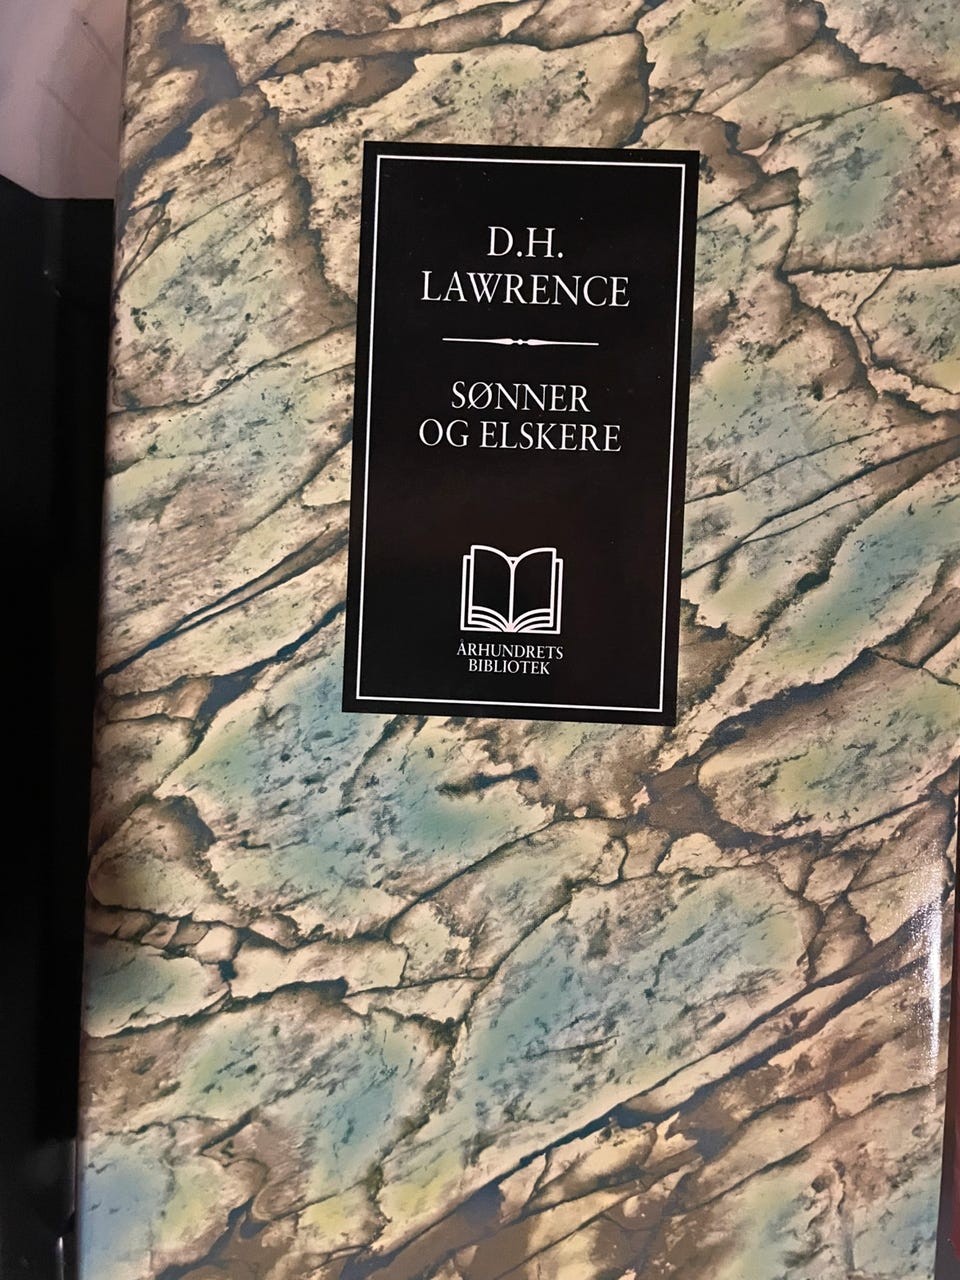 D.H.
LAWRENCE
SØNNER
OG ELSKERE
ÅRHUNDRETS
BIBLIOTEK